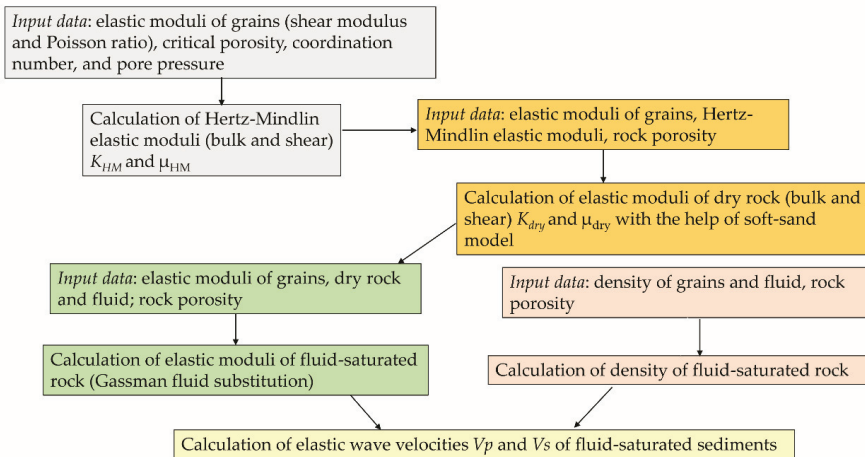 Input data: elastic moduli of grains (shear modulus
and Poisson ratio), critical porosity, coordination
number, and pore pressure
Calculation of Hertz-Mindlin
elastic moduli (bulk and shear)
K_HM and μ_HM
Input data: elastic moduli of grains, Hertz-
Mindlin elastic moduli, rock porosity
Calculation of elastic moduli of dry rock (bulk and
shear) K_dry and μ_dry with the help of soft-sand
model
Input data: elastic moduli of grains, dry rock
and fluid; rock porosity
Input data: density of grains and fluid, rock
porosity
Calculation of elastic moduli of fluid-saturated
rock (Gassman fluid substitution)
Calculation of density of fluid-saturated rock
Calculation of elastic wave velocities Vp and Vs of fluid-saturated sediments